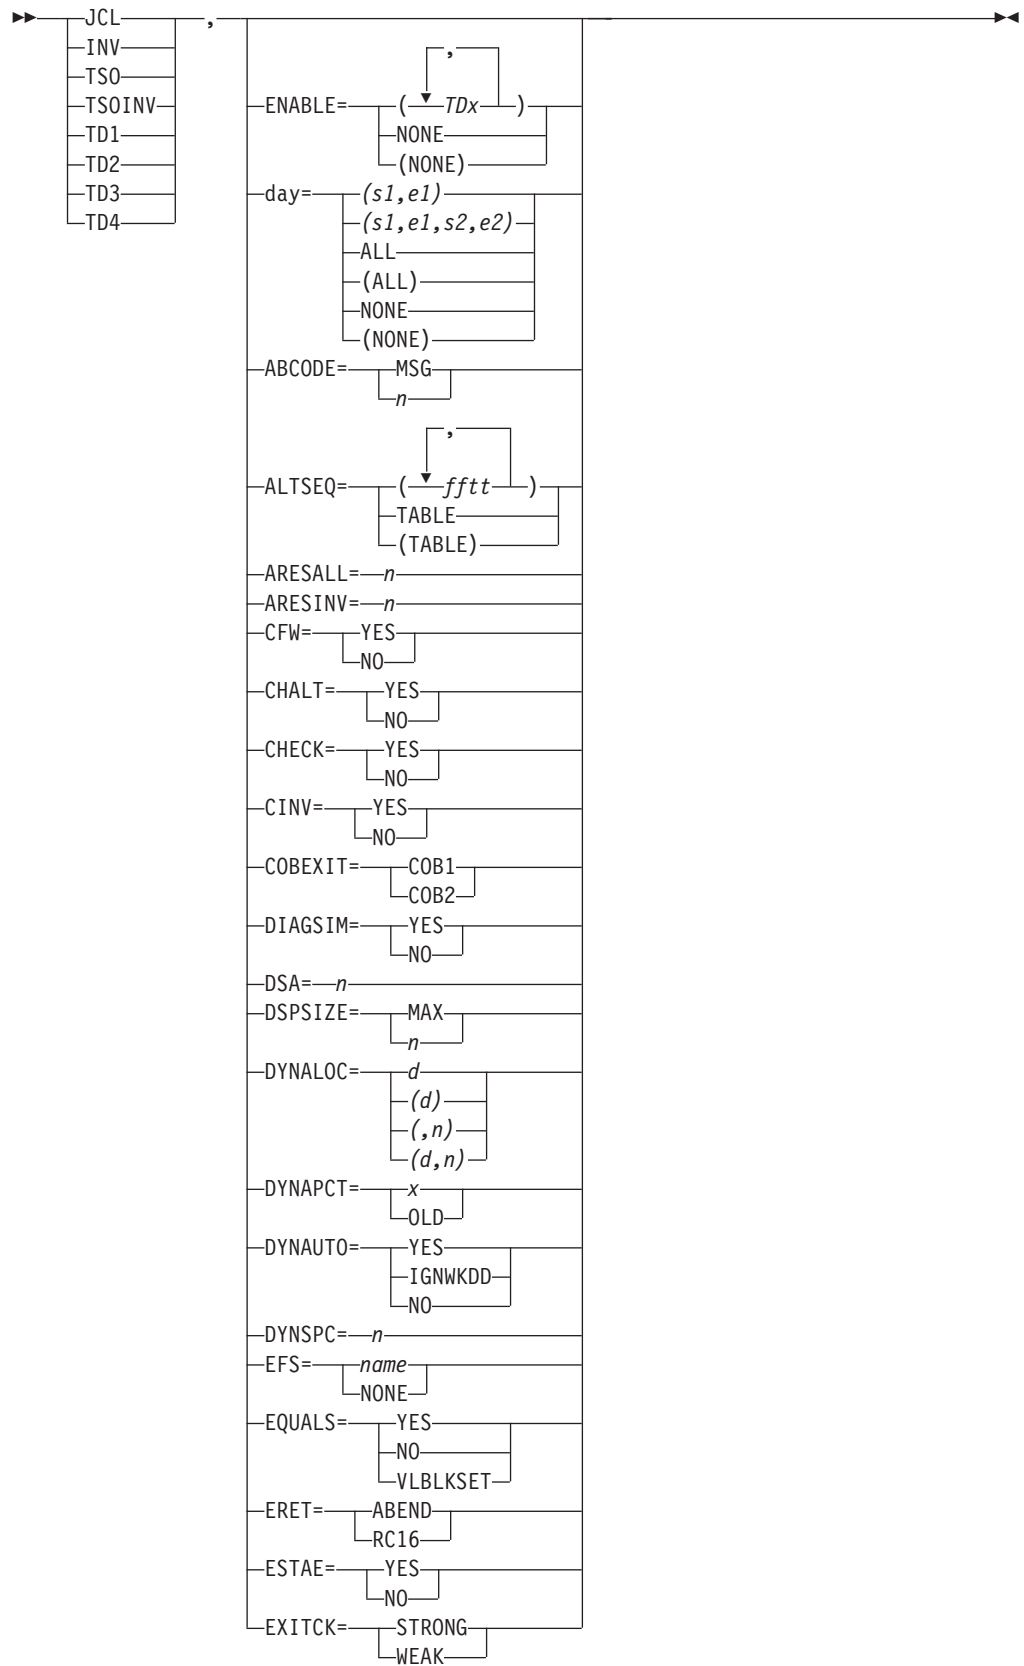 JCL ,
INV
TSO ,
TSOINV ENABLE= ( TDx )
TD1 NONE
TD2 (NONE)
TD3 day= (s1,e1)
TD4 (s1,e1,s2,e2)
ALL
(ALL)
NONE
(NONE)
ABCODE= MSG
n
,
ALTSEQ= ( fftt )
TABLE
(TABLE)
ARESALL= n
ARESINV= n
CFW= YES
NO
CHALT= YES
NO
CHECK= YES
NO
CINV= YES
NO
COBEXIT= COB1
COB2
DIAGSIM= YES
NO
DSA= n
DSPSIZE= MAX
n
DYNALOC= d
(d)
(,n)
(d,n)
DYNAPCT= x
OLD
DYNAUTO= YES
IGNWKDD
NO
DYNSPC= n
EFS= name
NONE
EQUALS= YES
NO
VLBLKSET
ERET= ABEND
RC16
ESTAE= YES
NO
EXITCK= STRONG
WEAK